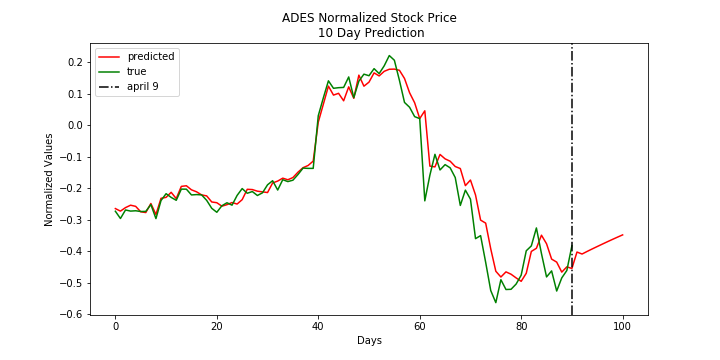 ADES Normalized Stock Price
10 Day Prediction
predicted
true
april 9
Normalized Values
0.2
0.1
0.0
−0.1
−0.2
−0.3
−0.4
−0.5
−0.6
0 20 40 60 80 100
Days